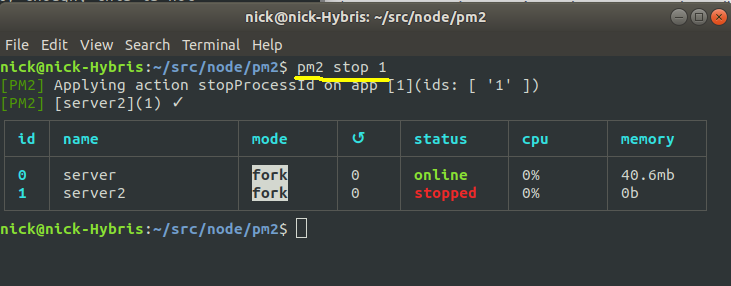 nick@nick-Hybris: ~/src/node/pm2
File Edit View Search Terminal Help
nick@nick-Hybris:~/src/node/pm2$ pm2 stop 1
[PM2] Applying action stopProcessId on app [1](ids: [ '1' ])
[PM2] [server2](1) ✓
id name mode ↺ status cpu memory
0 server fork 0 online 0% 40.6mb
1 server2 fork 0 stopped 0% 0b
nick@nick-Hybris:~/src/node/pm2$